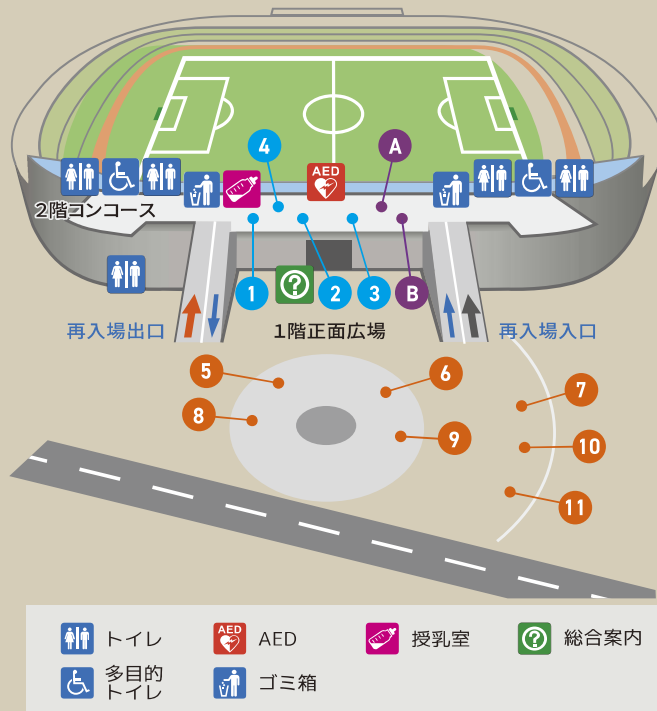 4
A
AED
2階コンコース
1
2
3
B
再入場出口
1階正面広場
再入場入口
5
6
7
8
9
10
11
トイレ
AED
AED
授乳室
総合案内
多目的
トイレ
ゴミ箱